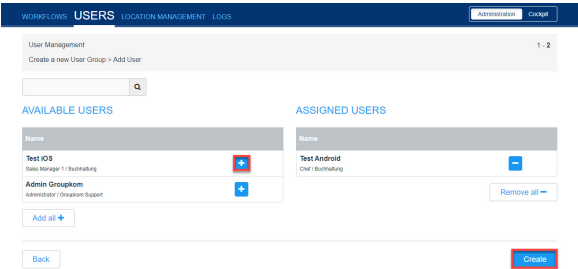 WORKFLOWS USERS LOCATION MANAGEMENT LOGS Administration Cockpit
User Management 1 - 2
Create a new User Group > Add User
AVAILABLE USERS ASSIGNED USERS
Name Name
Test IOS Test Android
Sales Manager 1 / Buchhaltung Chef / Buchhaltung
Admin Groupkom
Administrator / Groupkom Support
Remove all
Add all
Back Create